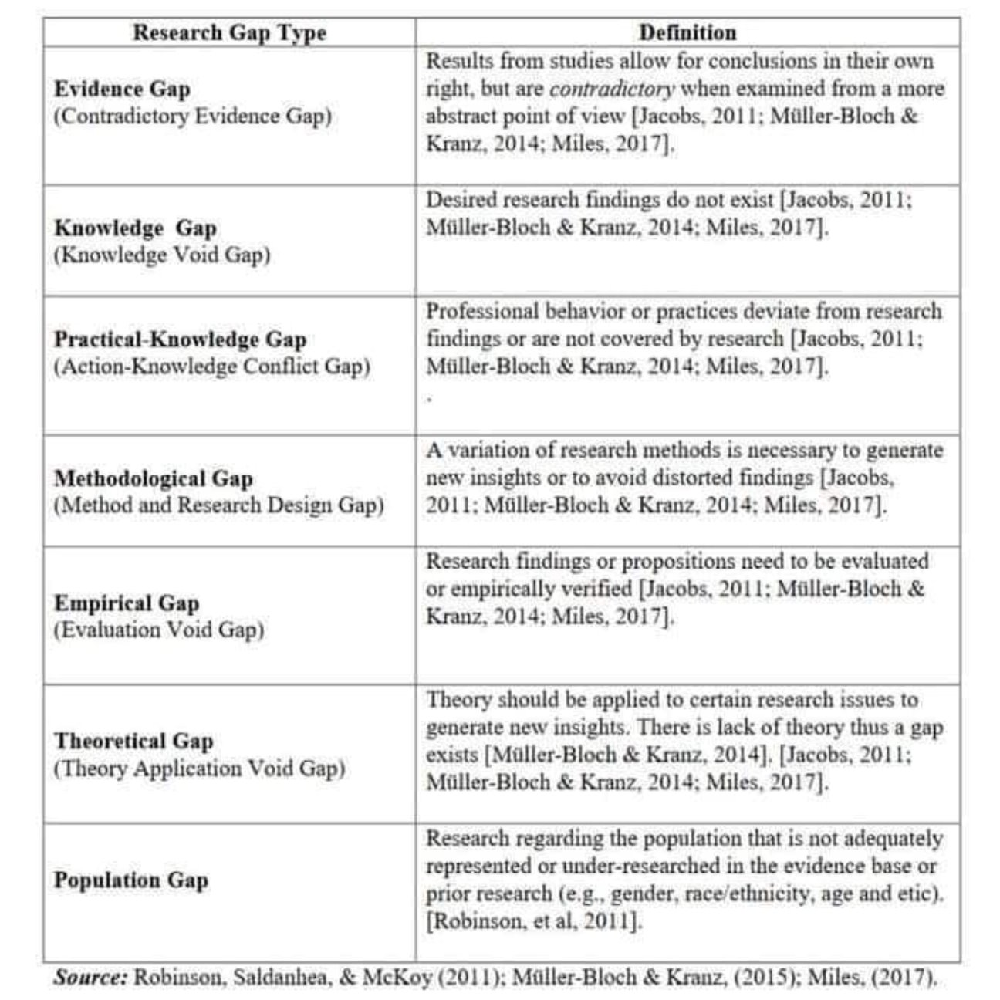 Research Gap Type
Definition
Evidence Gap
(Contradictory Evidence Gap)
Results from studies allow for conclusions in their own
right, but are contradictory when examined from a more
abstract point of view [Jacobs, 2011; Müller-Bloch &
Kranz, 2014; Miles, 2017].
Knowledge Gap
(Knowledge Void Gap)
Desired research findings do not exist [Jacobs, 2011;
Müller-Bloch & Kranz, 2014; Miles, 2017].
Practical-Knowledge Gap
(Action-Knowledge Conflict Gap)
Professional behavior or practices deviate from research
findings or are not covered by research [Jacobs, 2011;
Müller-Bloch & Kranz, 2014; Miles, 2017].
.
Methodological Gap
(Method and Research Design Gap)
A variation of research methods is necessary to generate
new insights or to avoid distorted findings [Jacobs,
2011; Müller-Bloch & Kranz, 2014; Miles, 2017].
Empirical Gap
(Evaluation Void Gap)
Research findings or propositions need to be evaluated
or empirically verified [Jacobs, 2011; Müller-Bloch &
Kranz, 2014; Miles, 2017].
Theoretical Gap
(Theory Application Void Gap)
Theory should be applied to certain research issues to
generate new insights. There is lack of theory thus a gap
exists [Müller-Bloch & Kranz, 2014]. [Jacobs, 2011;
Müller-Bloch & Kranz, 2014; Miles, 2017].
Population Gap
Research regarding the population that is not adequately
represented or under-researched in the evidence base or
prior research (e.g., gender, race/ethnicity, age and etic).
[Robinson, et al, 2011].
Source: Robinson, Saldanhea, & McKoy (2011); Müller-Bloch & Kranz, (2015); Miles, (2017).